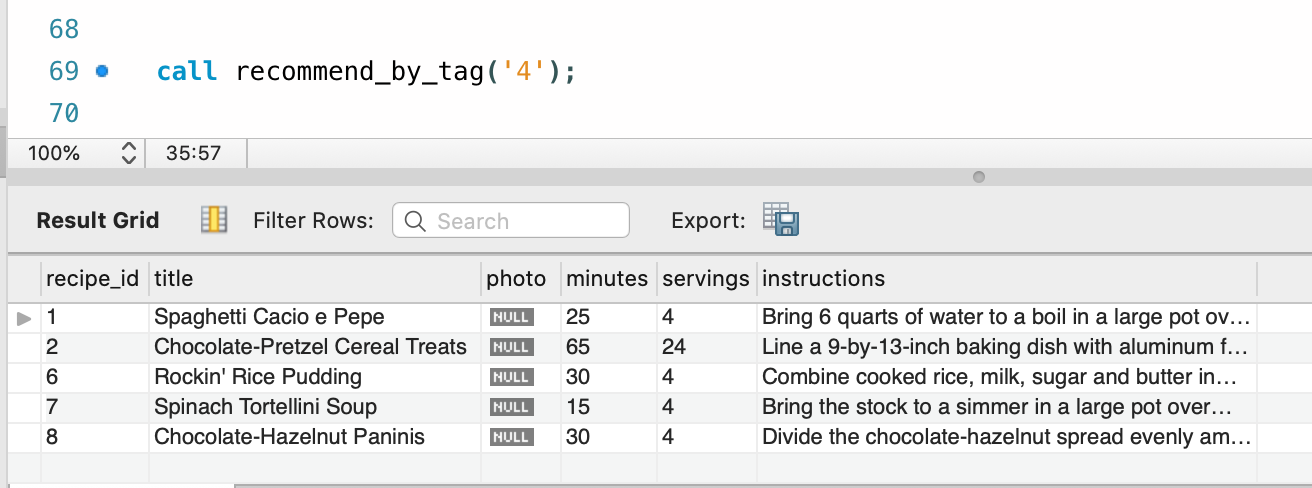 68
69 call recommend_by_tag('4');
70
100% 35:57
Result Grid Filter Rows: Search Export:
recipe_id title photo minutes servings instructions
1 Spaghetti Cacio e Pepe NULL 25 4 Bring 6 quarts of water to a boil in a large pot ov...
2 Chocolate-Pretzel Cereal Treats NULL 65 24 Line a 9-by-13-inch baking dish with aluminum f...
6 Rockin' Rice Pudding NULL 30 4 Combine cooked rice, milk, sugar and butter in...
7 Spinach Tortellini Soup NULL 15 4 Bring the stock to a simmer in a large pot over...
8 Chocolate-Hazelnut Paninis NULL 30 4 Divide the chocolate-hazelnut spread evenly am...